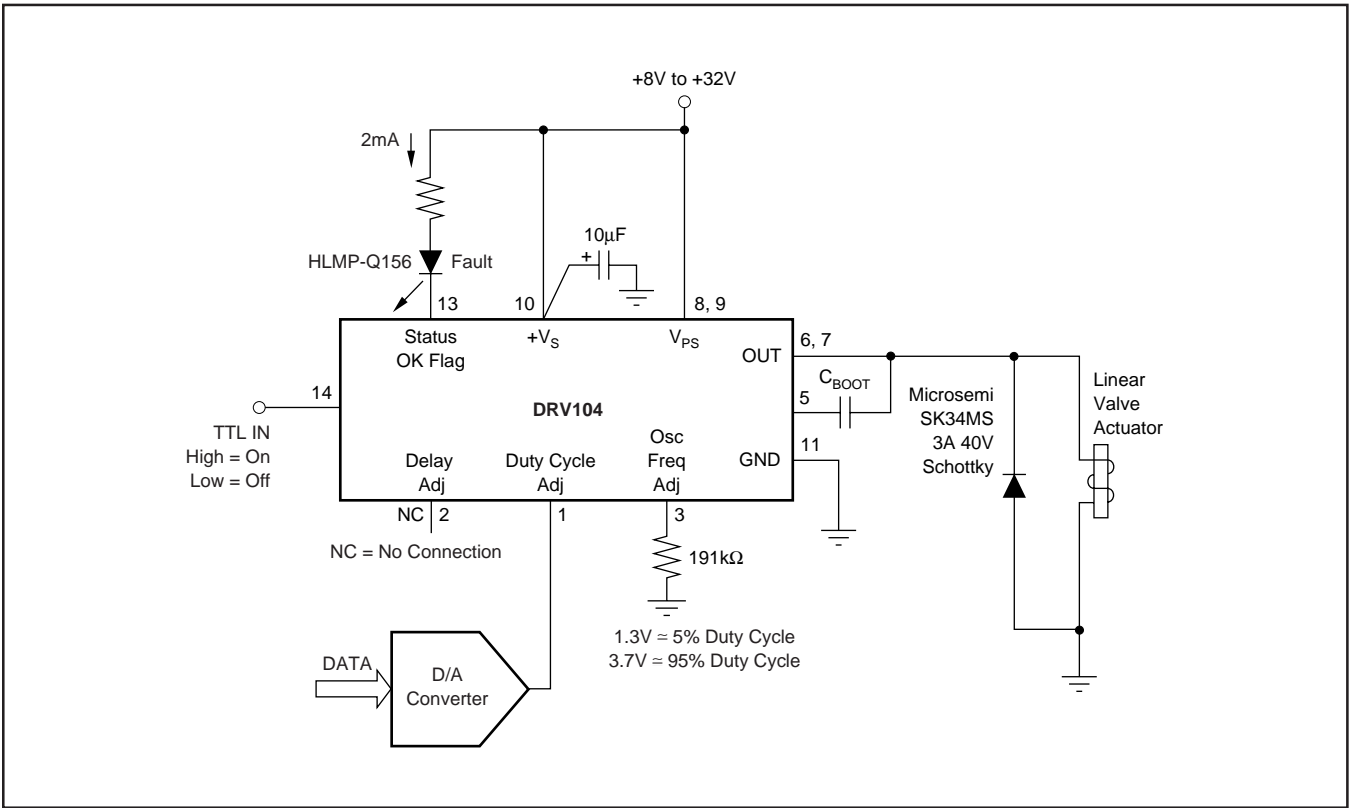 +8V to +32V
2mA
10μF
+
HLMP-Q156
Fault
13
10
8, 9
Status
OK Flag
+VS
VPS
OUT
6, 7
CBOOT
5
14
DRV104
Microsemi
SK34MS
3A 40V
Schottky
Linear
Valve
Actuator
TTL IN
High = On
Low = Off
Delay
Adj
Duty Cycle
Adj
Osc
Freq
Adj
GND
11
NC
2
1
3
NC = No Connection
191kΩ
1.3V ≃ 5% Duty Cycle
3.7V ≃ 95% Duty Cycle
DATA
D/A
Converter